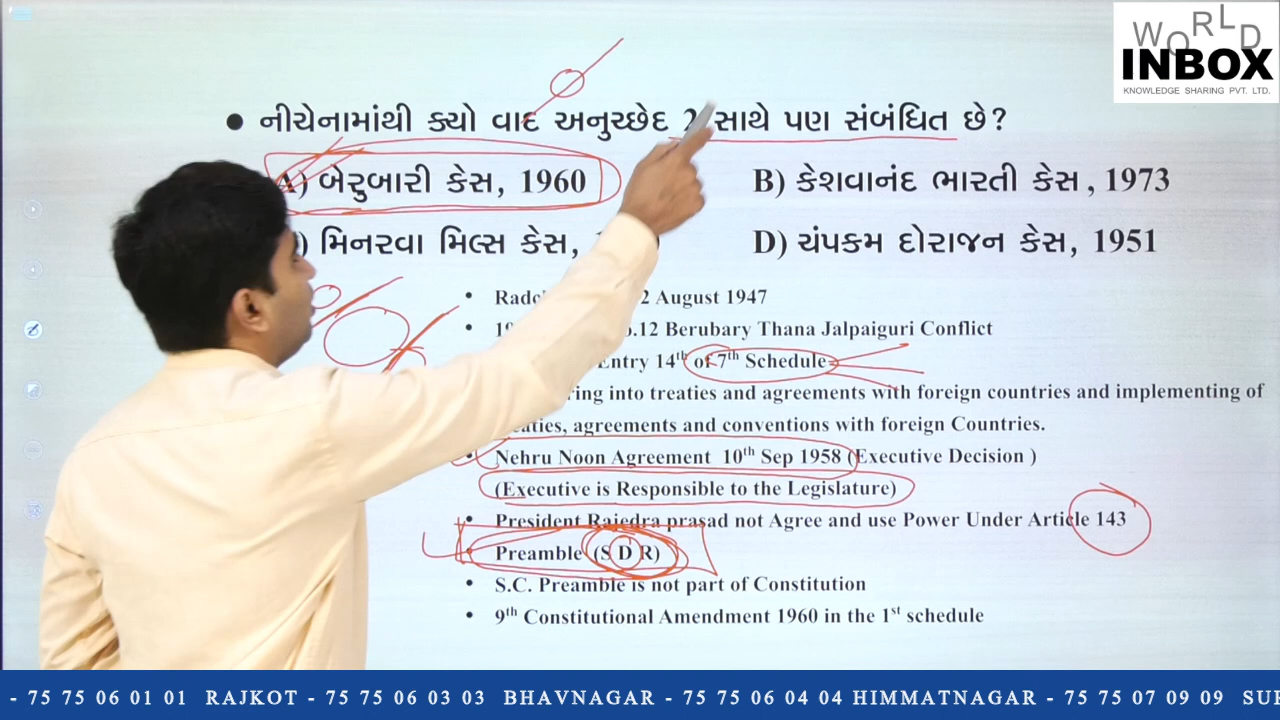 WORLD
INBOX
KNOWLEDGE SHARING PVT. LTD.
• નીચેનામાંથી ક્યો વાદ અનુચ્છેદ સાથે પણ સંબંધિત છે?
A) બેરુબારી કેસ, 1960
B) કેશવાનંદ ભારતી કેસ, 1973
) મિનરવા મિલ્સ કેસ,
D) ચંપકમ દોરાજન કેસ, 1951
• 2 August 1947
• .12 Berubary Thana Jalpaiguri Conflict
Entry 14th of 7th Schedule
into treaties and agreements with foreign countries and implementing of
agreements and conventions with foreign Countries.
• Nehru Noon Agreement 10th Sep 1958 (Executive Decision )
(Executive is Responsible to the Legislature)
• President Rajedra prasad not Agree and use Power Under Article 143
• Preamble (S D R)
• S.C. Preamble is not part of Constitution
• 9th Constitutional Amendment 1960 in the 1st schedule
- 75 75 06 01 01 RAJKOT - 75 75 06 03 03 BHAVNAGAR - 75 75 06 04 04 HIMMATNAGAR - 75 75 07 09 09